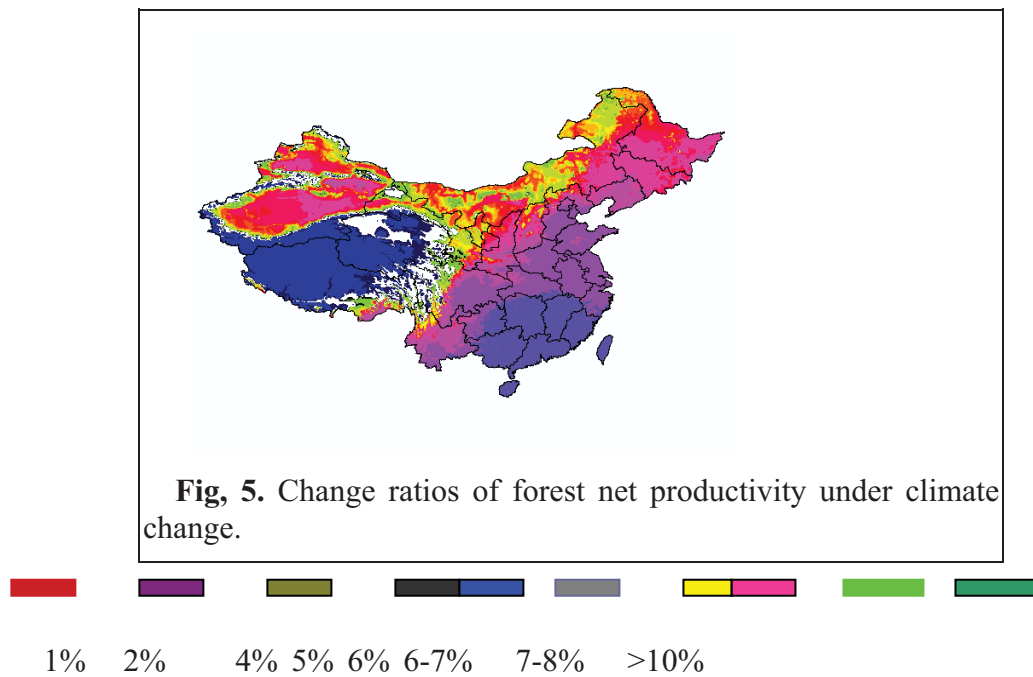 Fig, 5. Change ratios of forest net productivity under climate
change.
1% 2% 4% 5% 6% 6-7% 7-8% >10%